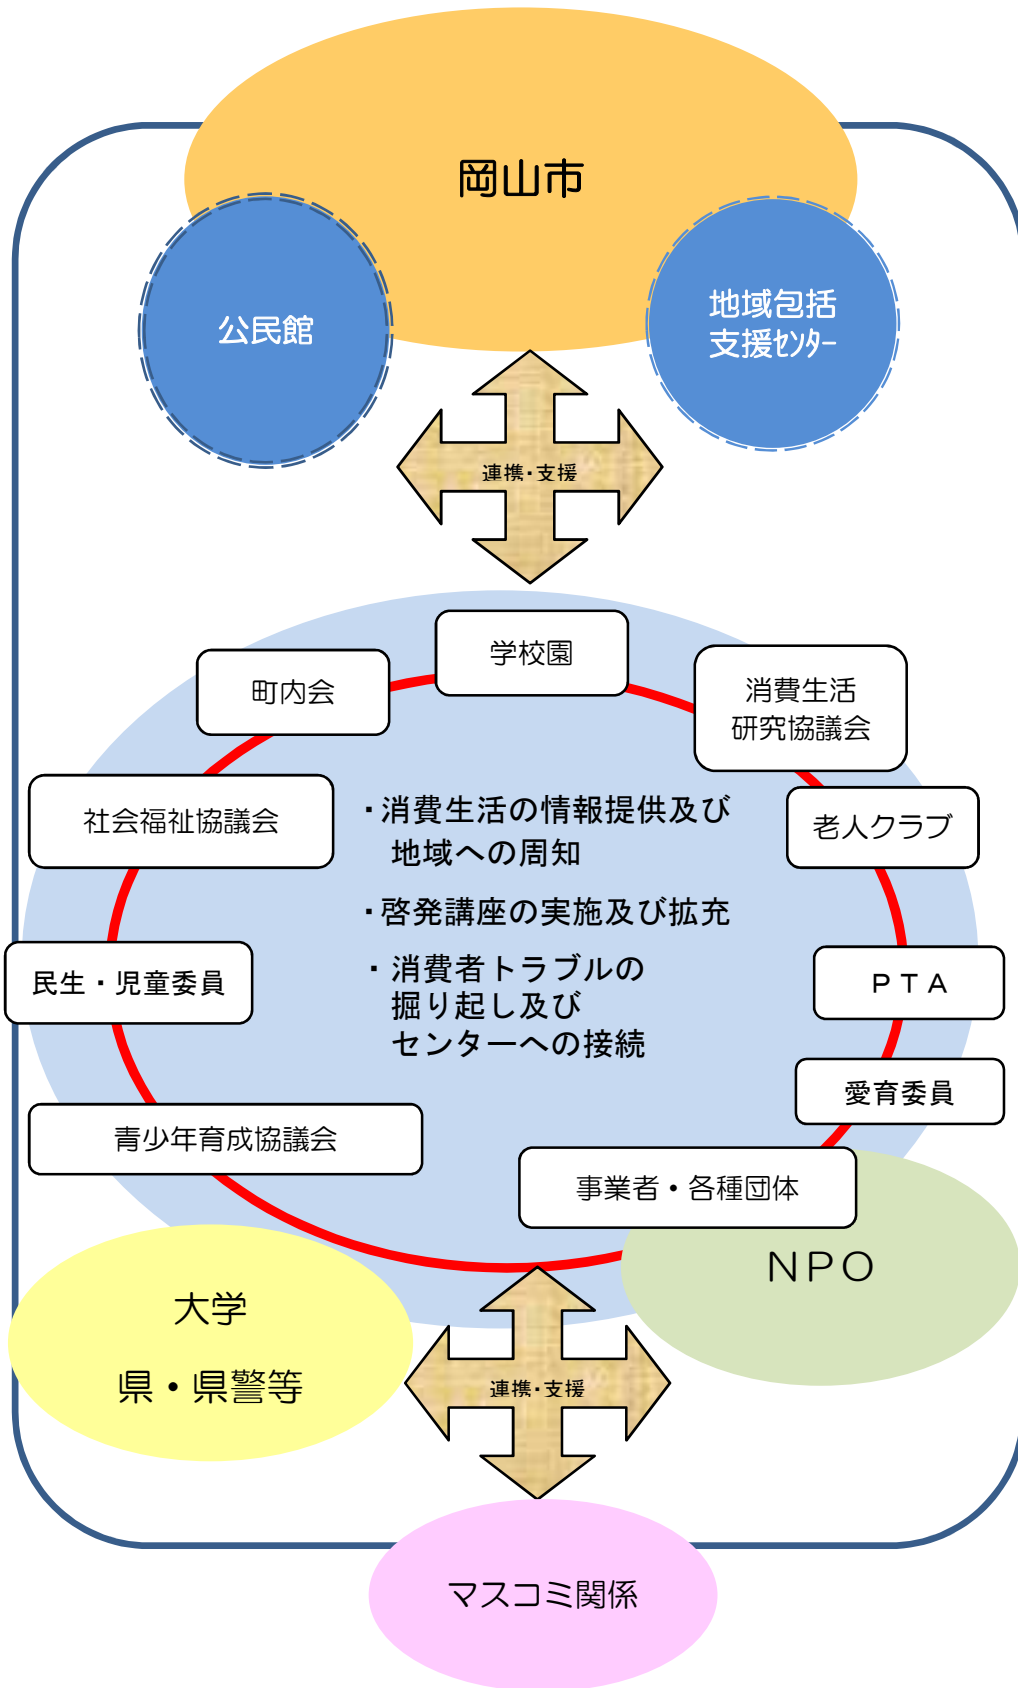 岡山市
公民館
地域包括
支援ｾﾝﾀｰ
連携・支援
学校園
町内会
消費生活
研究協議会
社会福祉協議会
老人クラブ
・消費生活の情報提供及び
地域への周知
・啓発講座の実施及び拡充
・消費者トラブルの
掘り起し及び
センターへの接続
民生・児童委員
ＰＴＡ
愛育委員
青少年育成協議会
事業者・各種団体
ＮＰＯ
大学
県・県警等
連携・支援
マスコミ関係